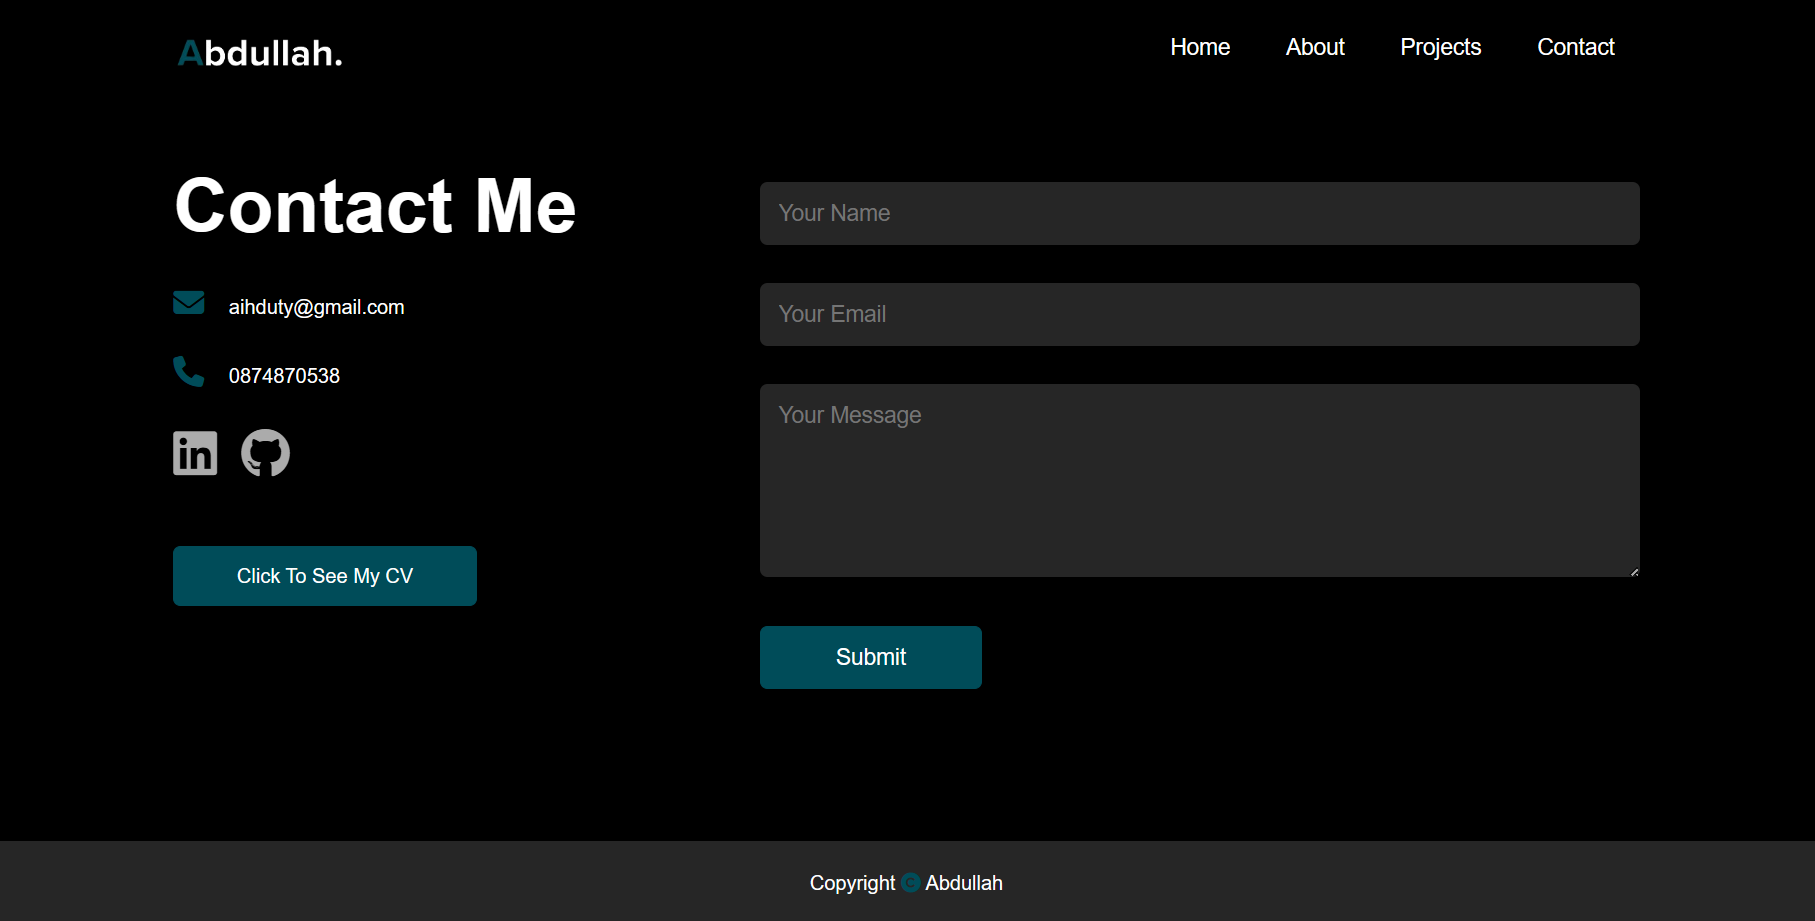 Abdullah.
Home
About
Projects
Contact
Contact Me
aihduty@gmail.com
0874870538
in
Click To See My CV
Your Name
Your Email
Your Message
Submit
Copyright © Abdullah